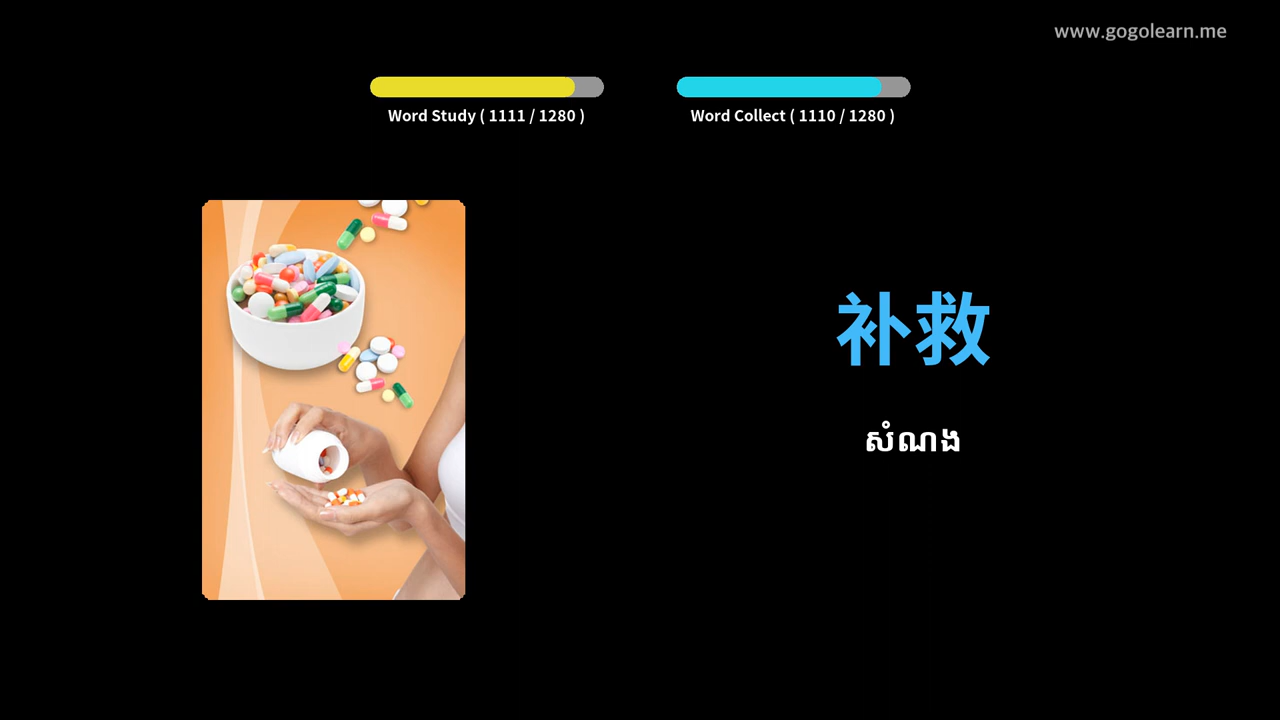 www.gogolearn.me
Word Study ( 1111 / 1280 )
Word Collect ( 1110 / 1280 )
补救
សំណង